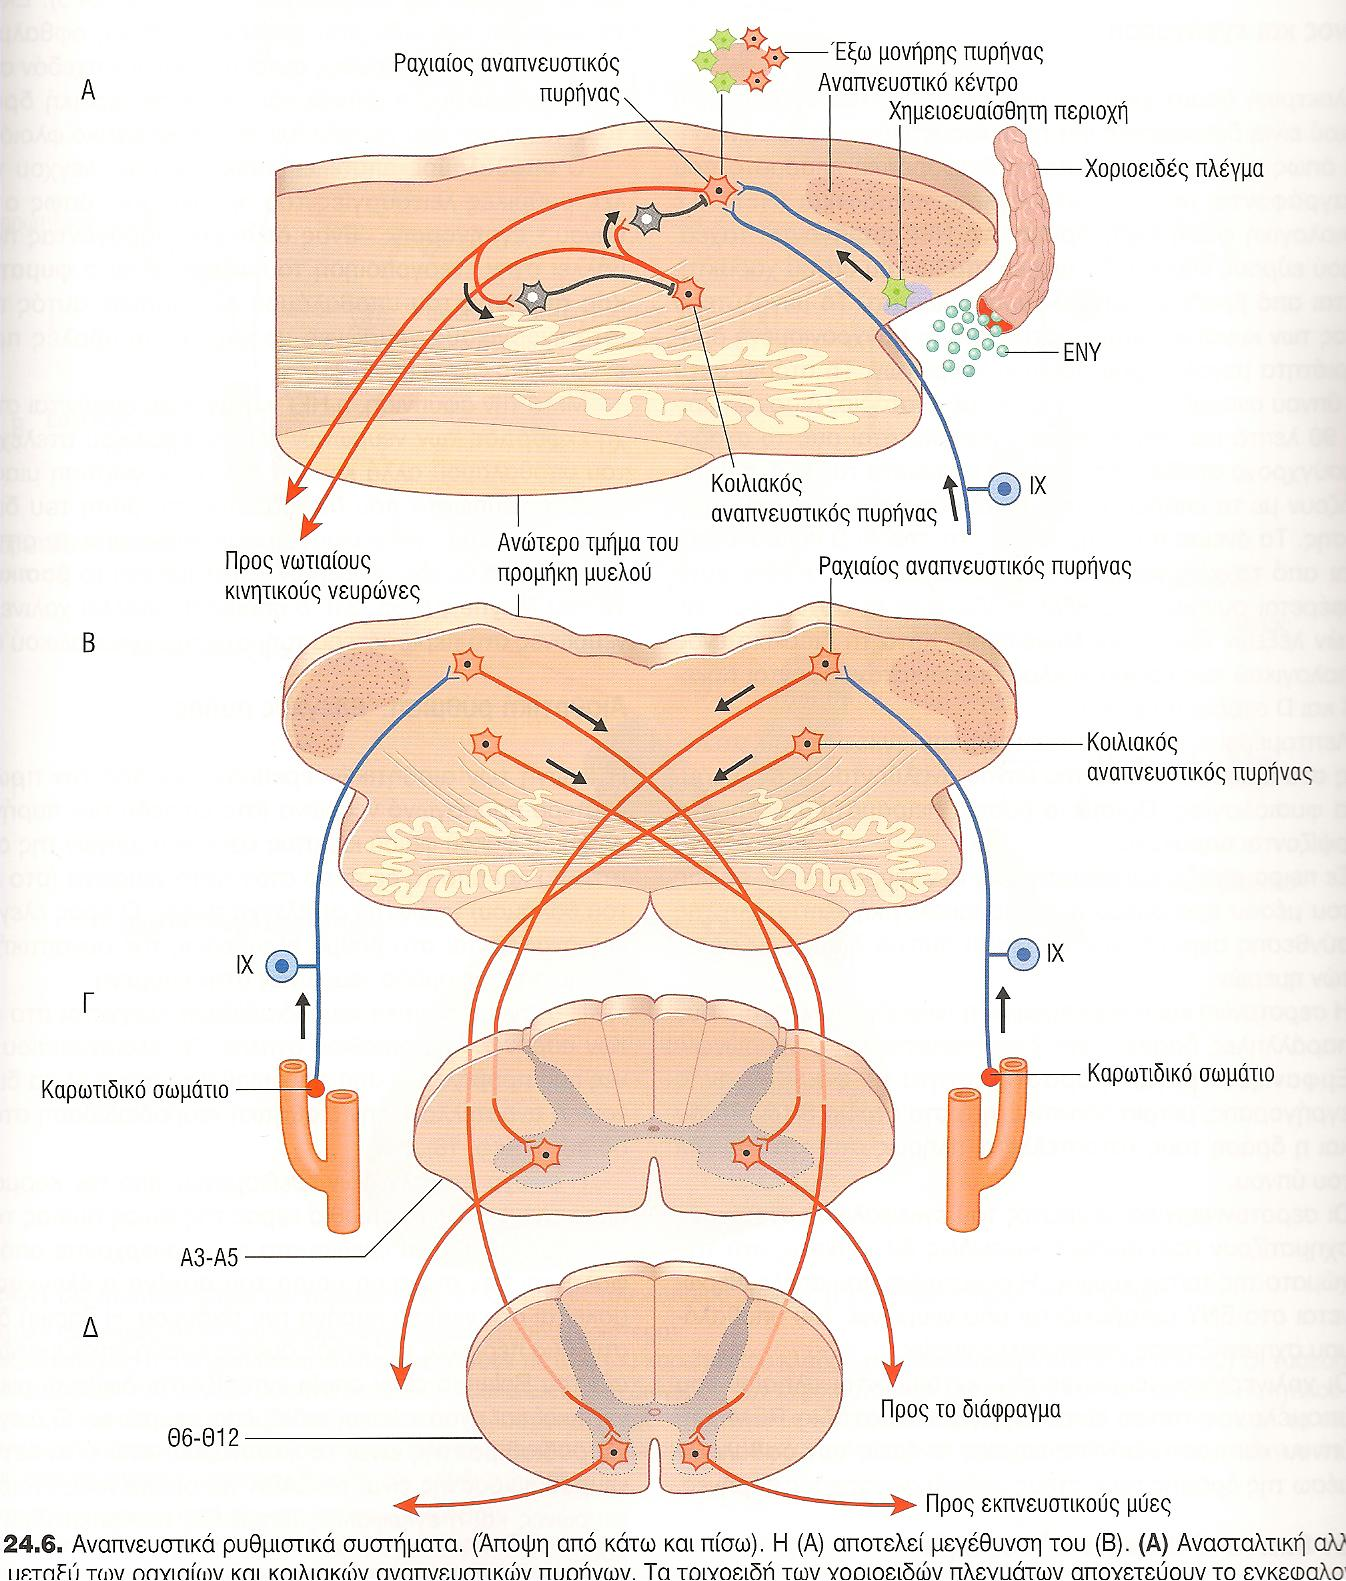 Έξω μονήρης πυρήνας
Ραχιαίος αναπνευστικός
πυρήνας
Αναπνευστικό κέντρο
Α
Χημειοευαίσθητη περιοχή
Χοριοειδές πλέγμα
ΕΝΥ
Κοιλιακός
αναπνευστικός πυρήνας
IX
Προς νωτιαίους
κινητικούς νευρώνες
Ανώτερο τμήμα του
προμήκη μυελού
Ραχιαίος αναπνευστικός πυρήνας
Β
Κοιλιακός
αναπνευστικός πυρήνας
IX
IX
Γ
Καρωτιδικό σωμάτιο
Καρωτιδικό σωμάτιο
Α3-Α5
Δ
Προς το διάφραγμα
Θ6-Θ12
Προς εκπνευστικούς μύες
24.6. Αναπνευστικά ρυθμιστικά συστήματα. (Άποψη από κάτω και πίσω). Η (Α) αποτελεί μεγέθυνση του (Β). (Α) Ανασταλτική
μεταξύ των ραχιαίων και κοιλιακών αναπνευστικών πυρήνων. Τα τριχοειδή των χοριοειδών πλεγμάτων αποχετεύουν το